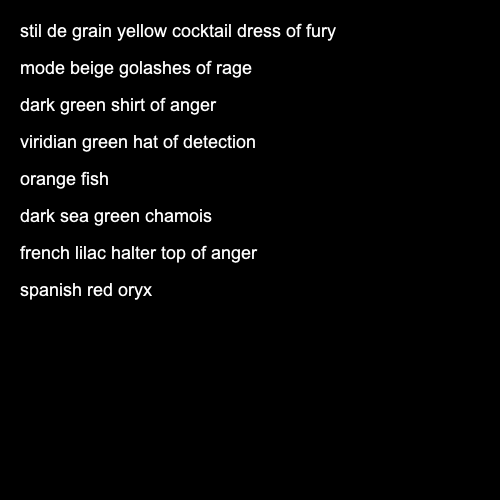 stil de grain yellow cocktail dress of fury
mode beige golashes of rage
dark green shirt of anger
viridian green hat of detection
orange fish
dark sea green chamois
french lilac halter top of anger
spanish red oryx